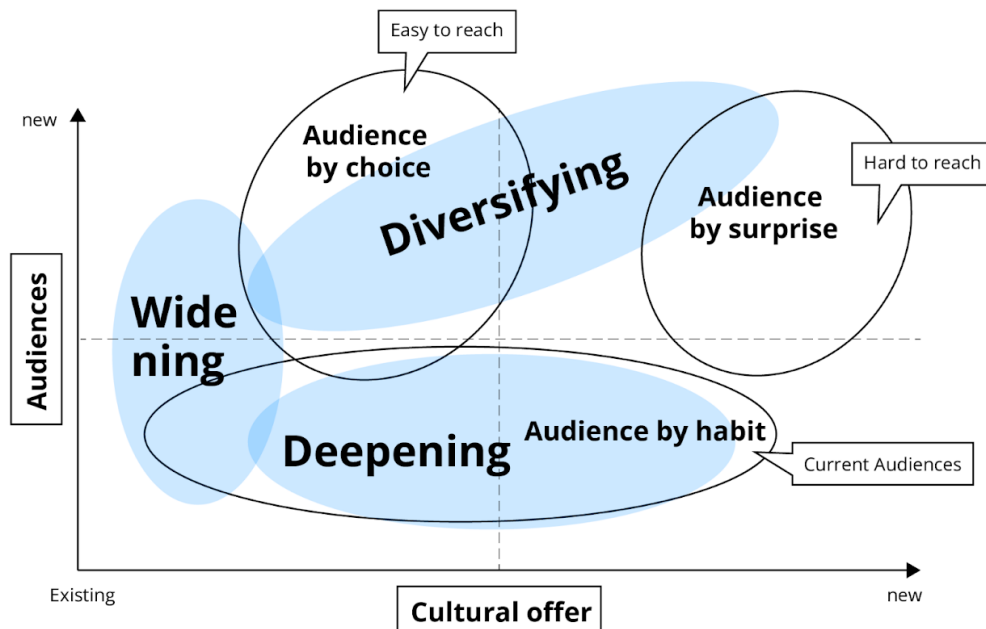 Easy to reach
new
Audience
by choice
Diversifying
Hard to reach
Audience
by surprise
Audiences
Wide
ning
Deepening
Audience by habit
Current Audiences
Existing
Cultural offer
new